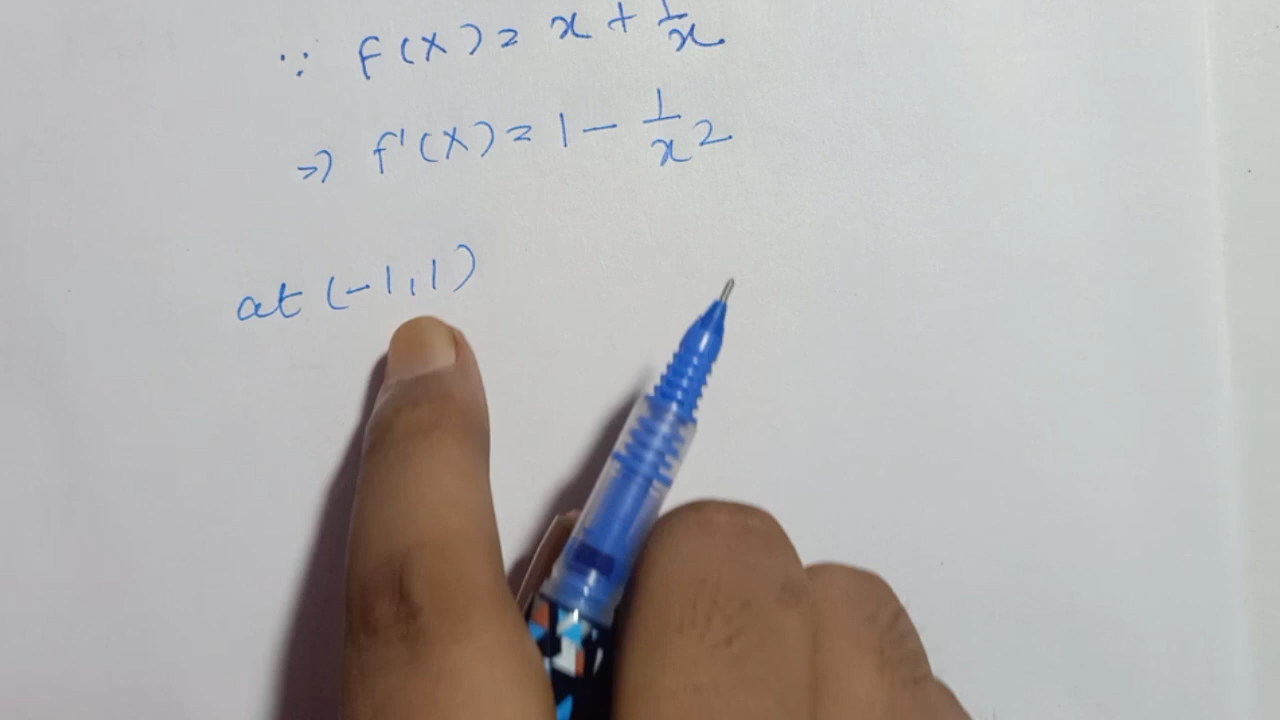 ∵ f(x) = x + 1/x
⇒ f'(x) = 1 - 1/x2
at (-1,1)